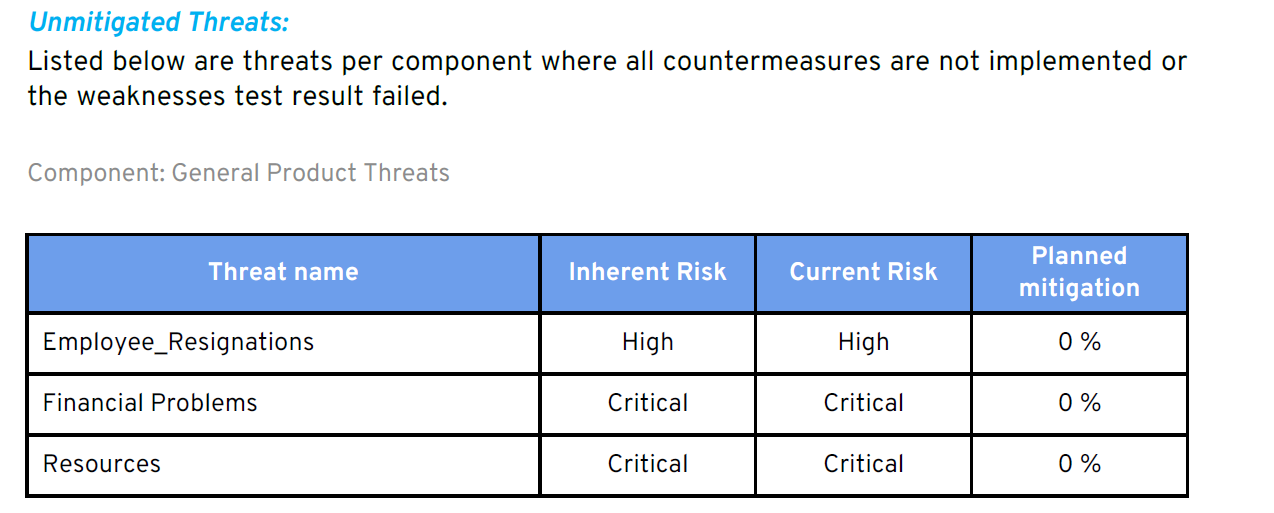 Unmitigated Threats:
Listed below are threats per component where all countermeasures are not implemented or
the weaknesses test result failed.
Component: General Product Threats
Threat name Inherent Risk Current Risk Planned mitigation
Employee_Resignations High High 0 %
Financial Problems Critical Critical 0 %
Resources Critical Critical 0 %